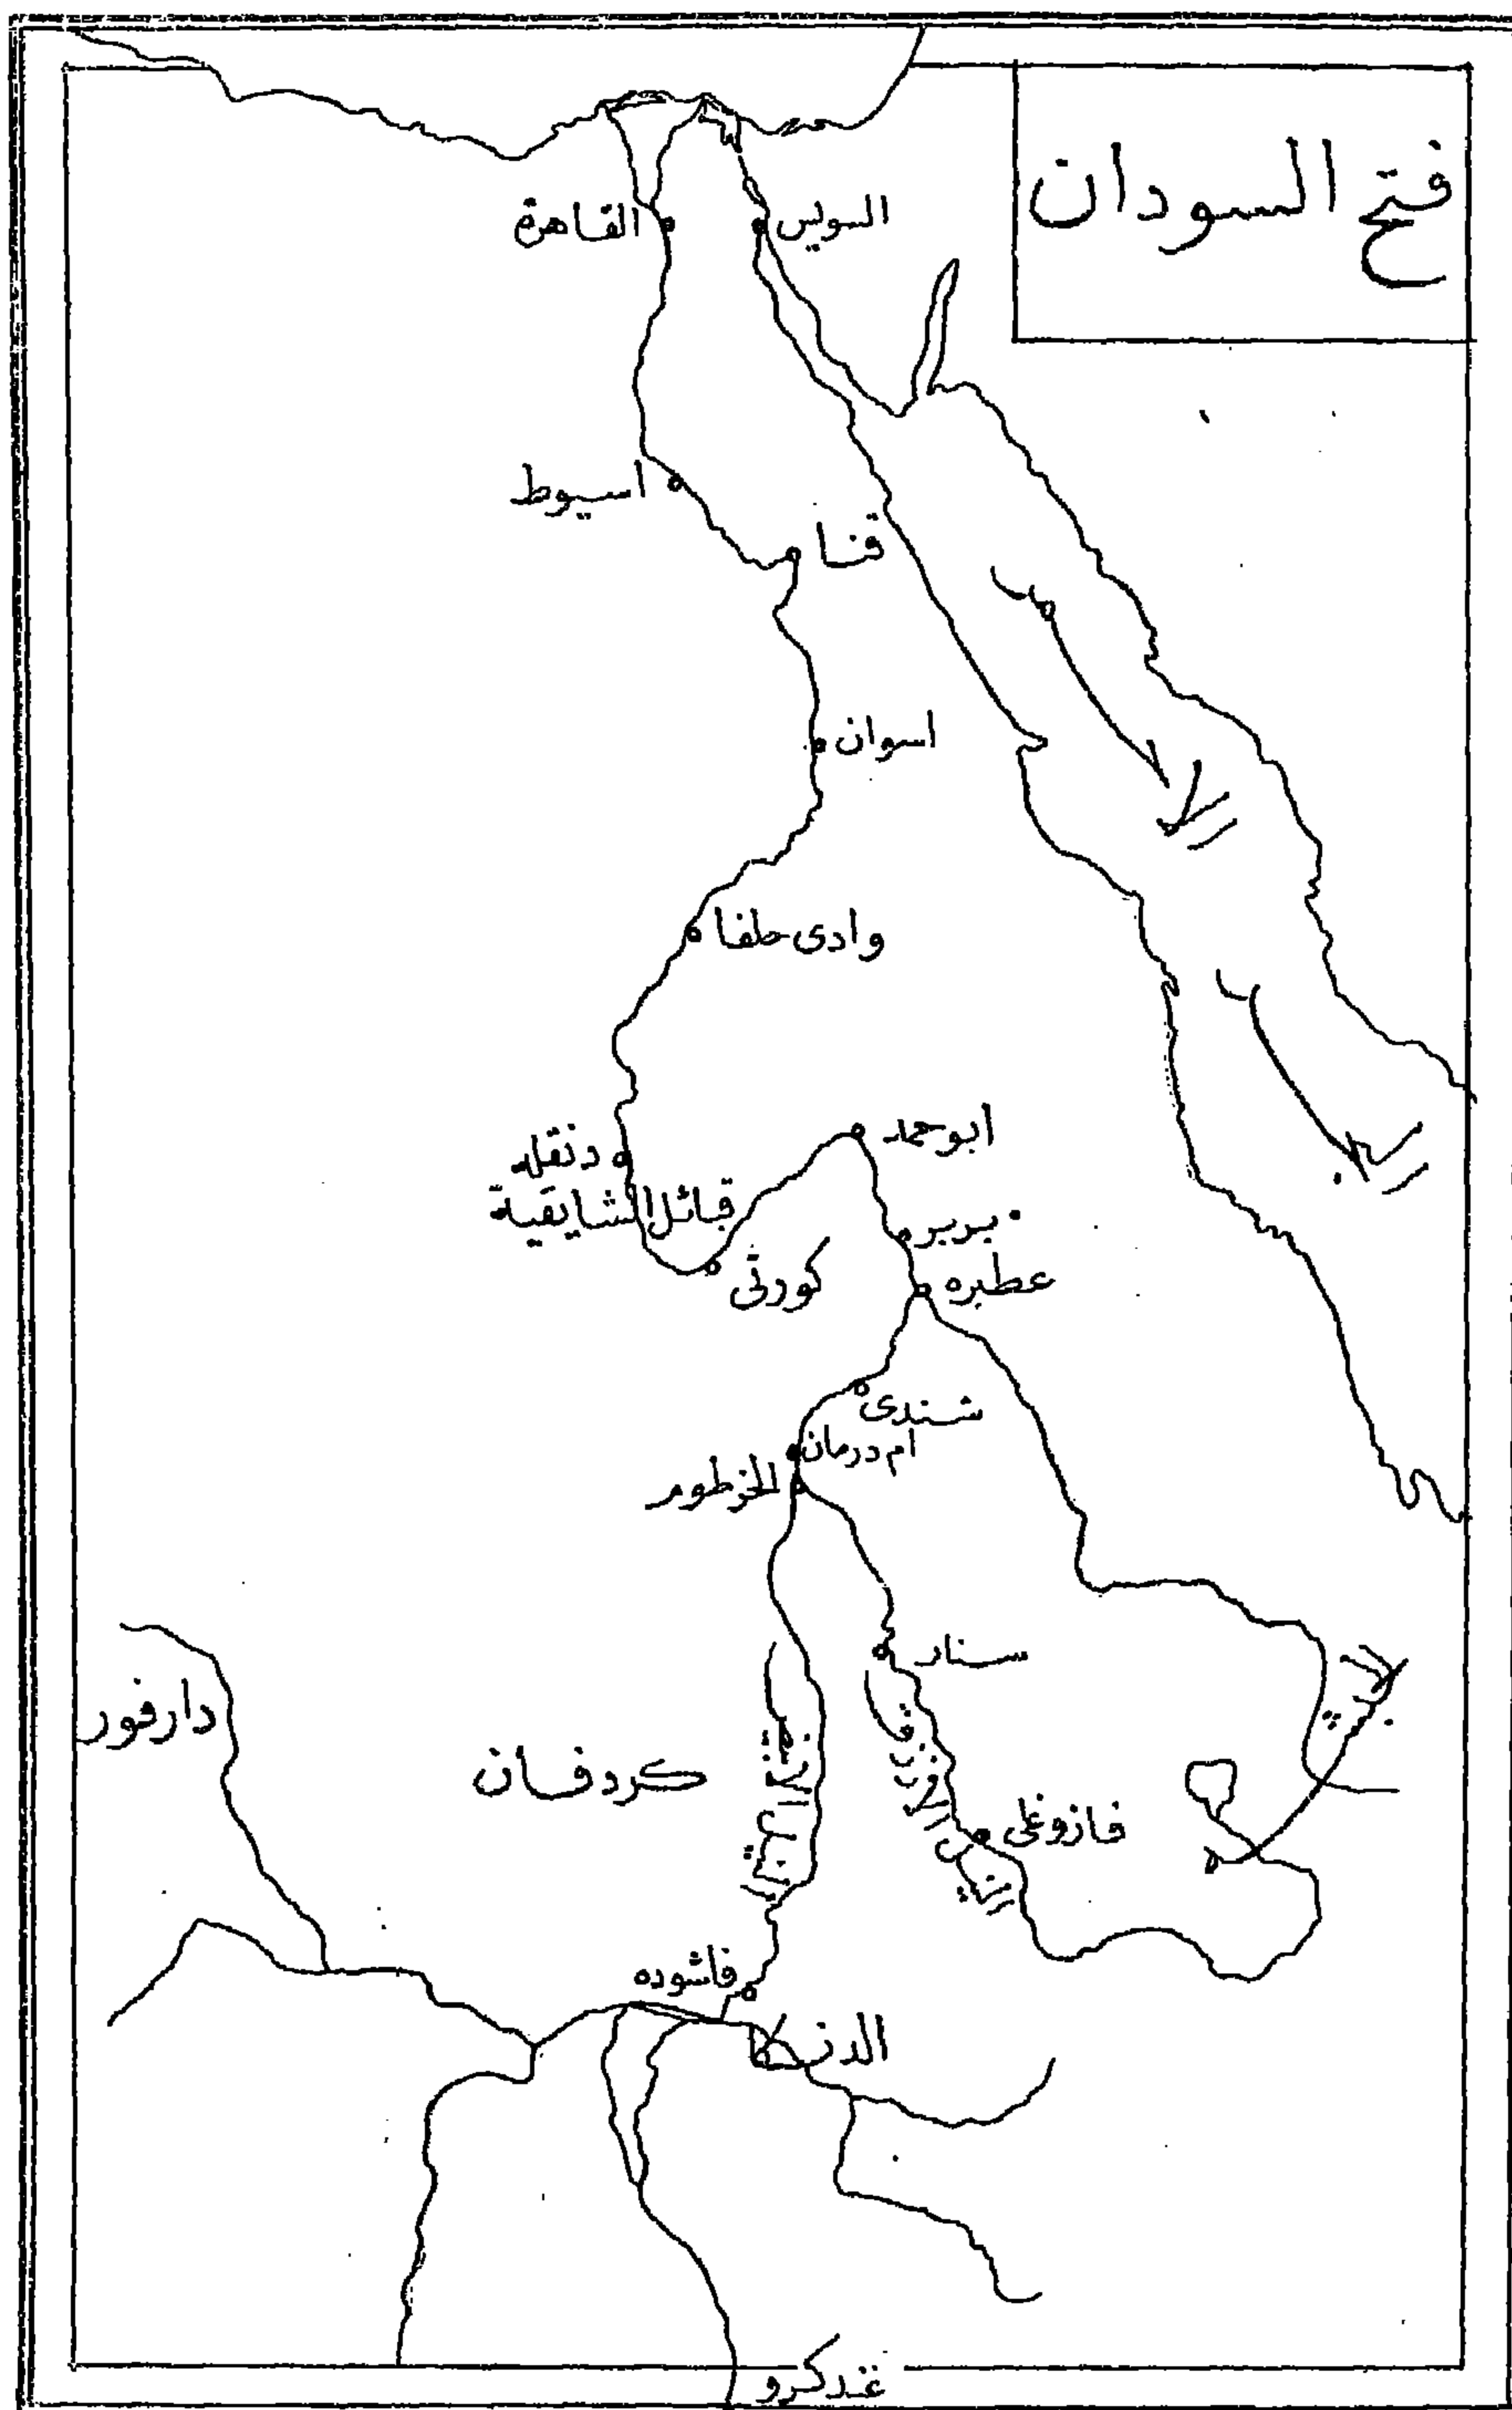 فتح السودان
السويس
القاهرة
اسيوط
قنا
اسوان
وادى حلفا
ابو حمد
دنقله
قبائل الشايقية
بربر
كورتى
عطبره
شندى
ام درمان
الخرطوم
سنار
دارفور
كردفان
فازوغلى
فاشوده
الدنكا
غندكرو